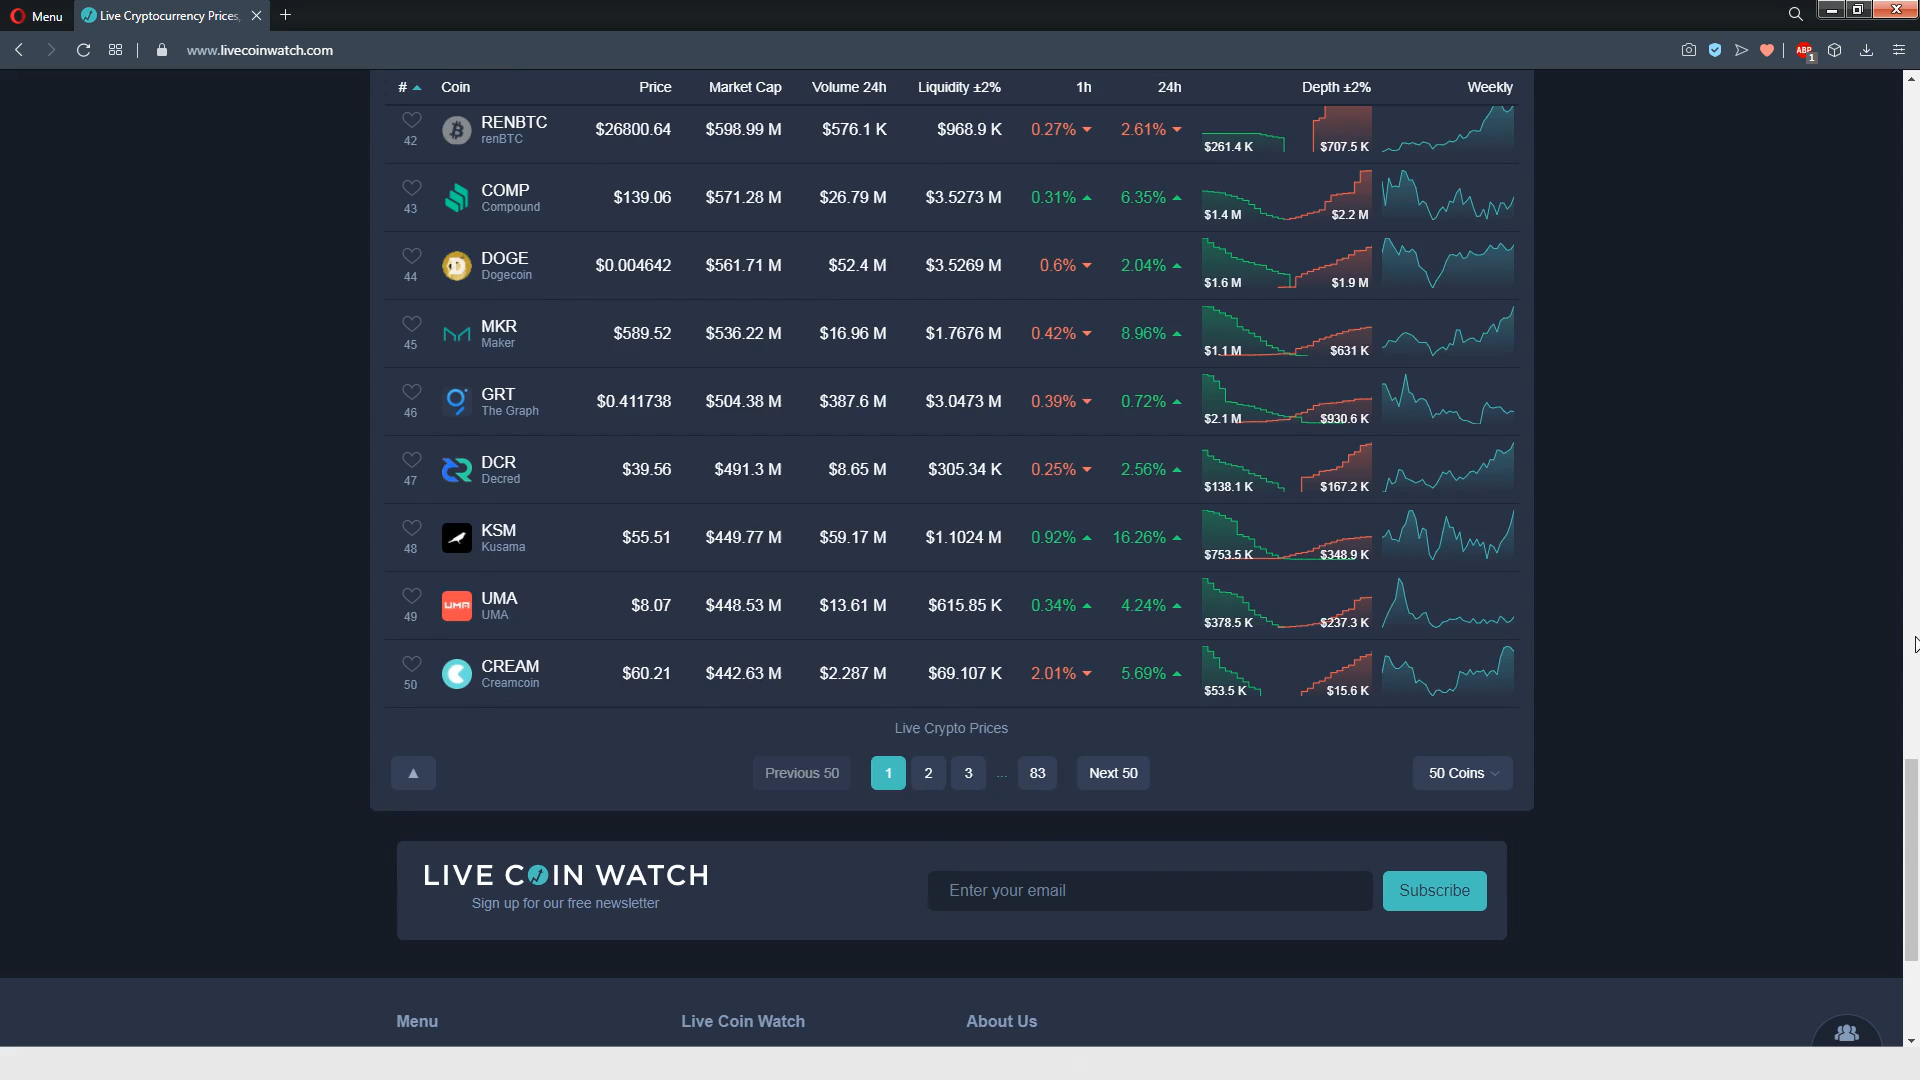 Menu
Live Cryptocurrency Prices,
www.livecoinwatch.com
ABP
1
# Coin Price Market Cap Volume 24h Liquidity ±2% 1h 24h Depth ±2% Weekly
42 RENBTC renBTC $26800.64 $598.99 M $576.1 K $968.9 K 0.27% 2.61% $261.4 K $707.5 K
43 COMP Compound $139.06 $571.28 M $26.79 M $3.5273 M 0.31% 6.35% $1.4 M $2.2 M
44 DOGE Dogecoin $0.004642 $561.71 M $52.4 M $3.5269 M 0.6% 2.04% $1.6 M $1.9 M
45 MKR Maker $589.52 $536.22 M $16.96 M $1.7676 M 0.42% 8.96% $1.1 M $631 K
46 GRT The Graph $0.411738 $504.38 M $387.6 M $3.0473 M 0.39% 0.72% $2.1 M $930.6 K
47 DCR Decred $39.56 $491.3 M $8.65 M $305.34 K 0.25% 2.56% $138.1 K $167.2 K
48 KSM Kusama $55.51 $449.77 M $59.17 M $1.1024 M 0.92% 16.26% $753.5 K $348.9 K
49 UMA UMA UMA $8.07 $448.53 M $13.61 M $615.85 K 0.34% 4.24% $378.5 K $237.3 K
50 CREAM Creamcoin $60.21 $442.63 M $2.287 M $69.107 K 2.01% 5.69% $53.5 K $15.6 K
Live Crypto Prices
Previous 50 1 2 3 ... 83 Next 50 50 Coins
LIVE COIN WATCH
Sign up for our free newsletter
Enter your email
Subscribe
Menu Live Coin Watch About Us